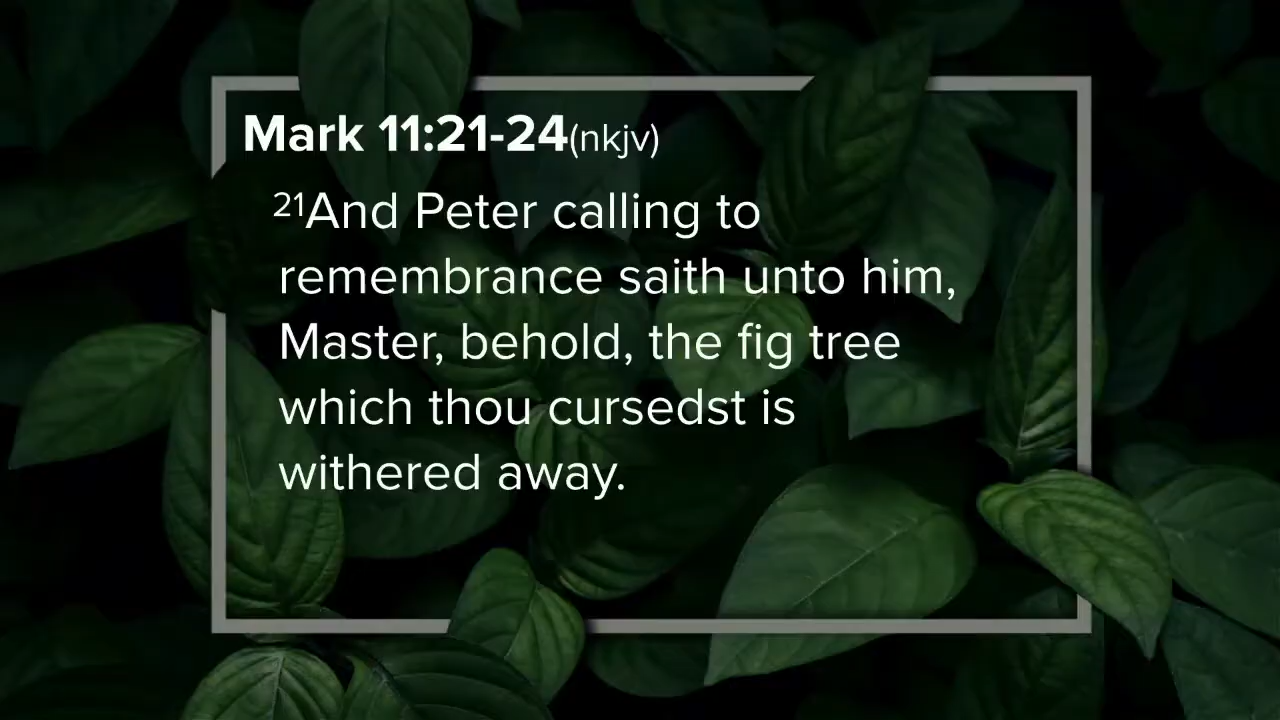 Mark 11:21-24(nkjv)
21And Peter calling to
remembrance saith unto him,
Master, behold, the fig tree
which thou cursedst is
withered away.